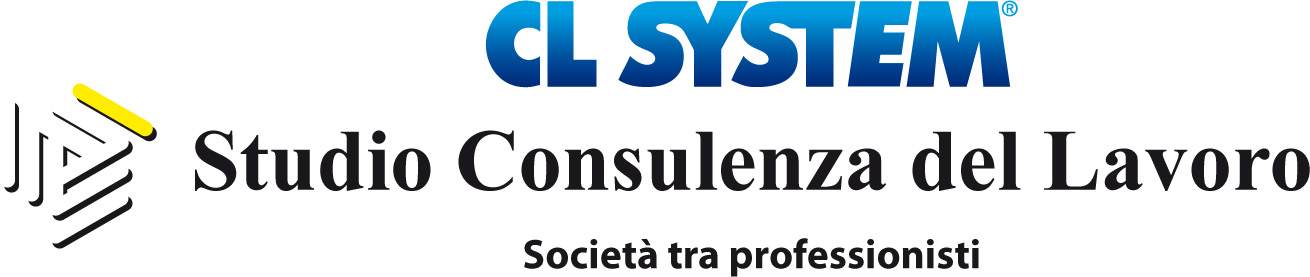 CL SYSTEM®
Studio Consulenza del Lavoro
Società tra professionisti